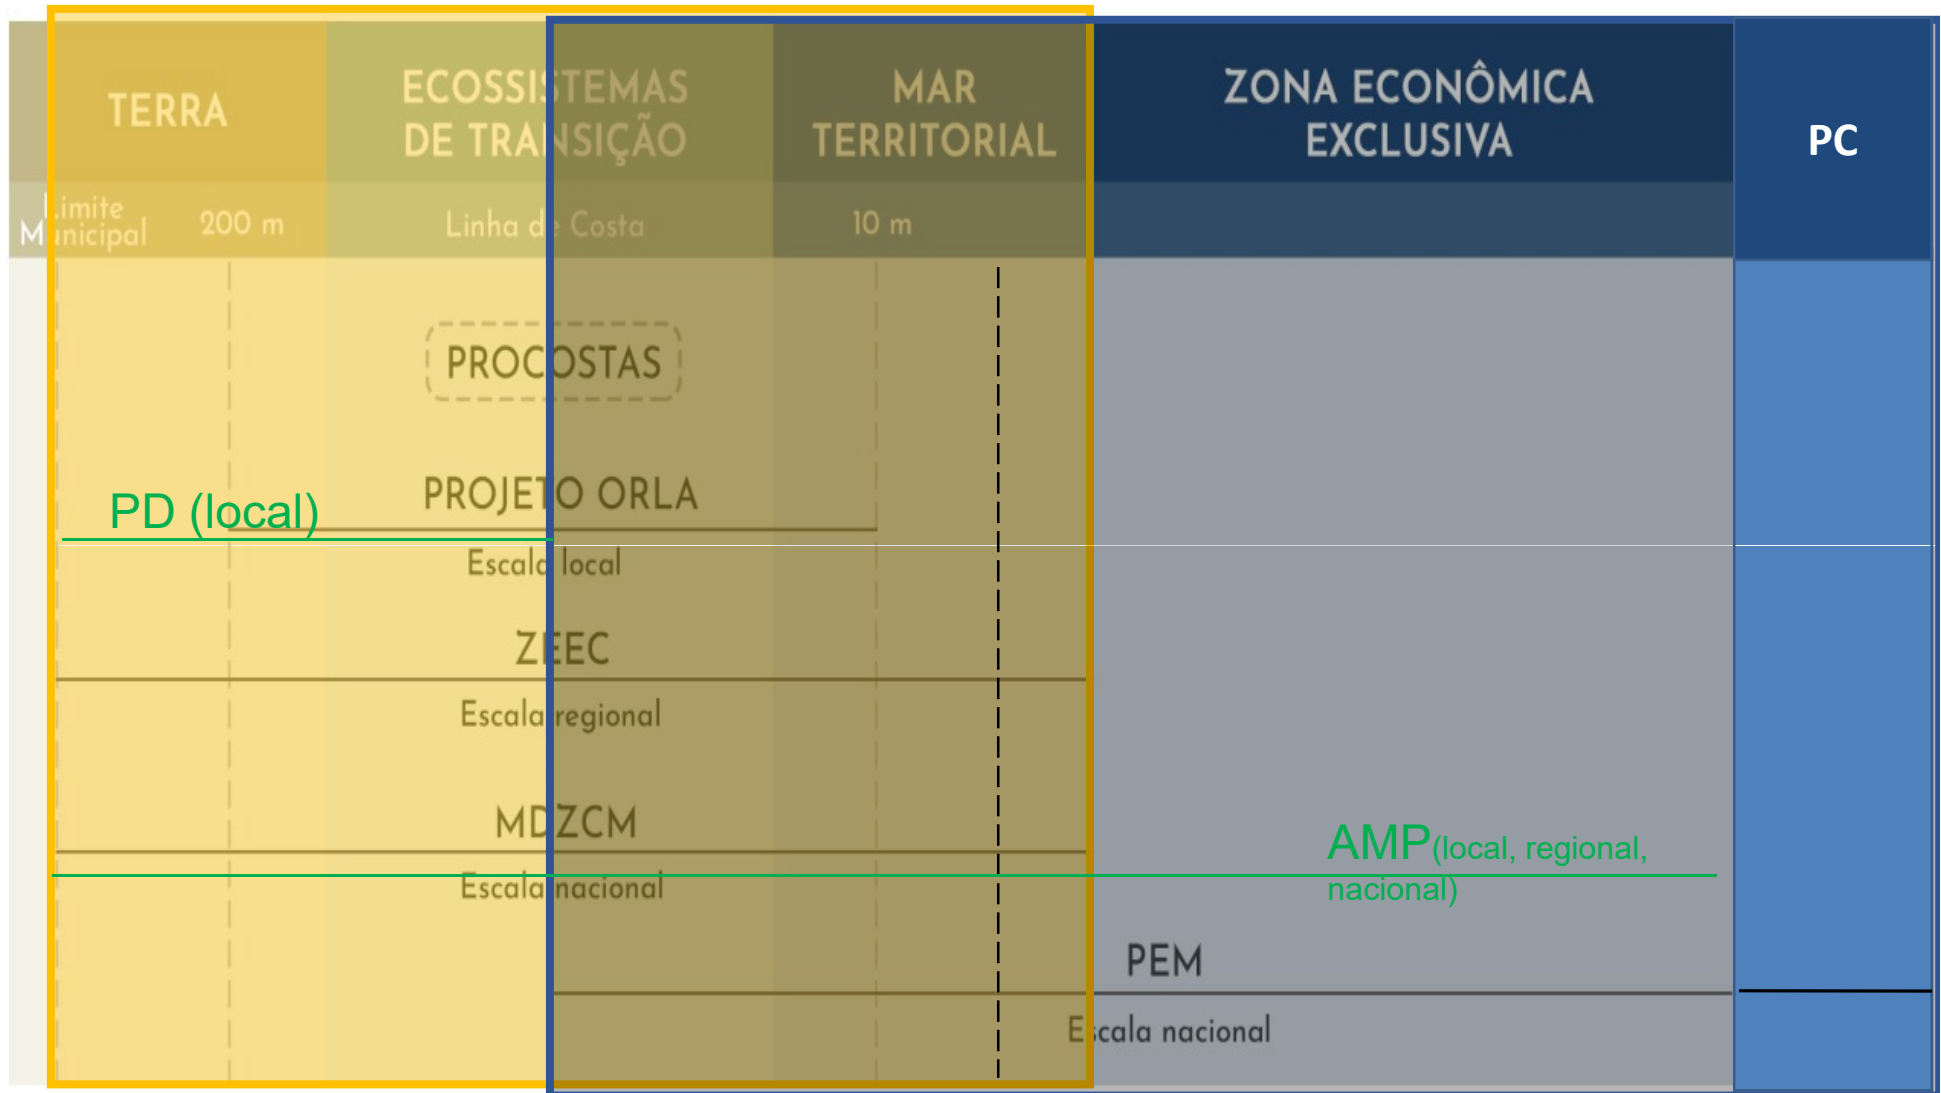 TERRA
ECOSSISTEMAS
DE TRANSIÇÃO
MAR
TERRITORIAL
ZONA ECONÔMICA
EXCLUSIVA
PC
Limite
Municipal
200 m
Linha de Costa
10 m
PROCOSTAS
PROJETO ORLA
PD (local)
Escala local
ZEEC
Escala regional
MDZCM
AMP(local, regional,
nacional)
Escala nacional
PEM
Escala nacional